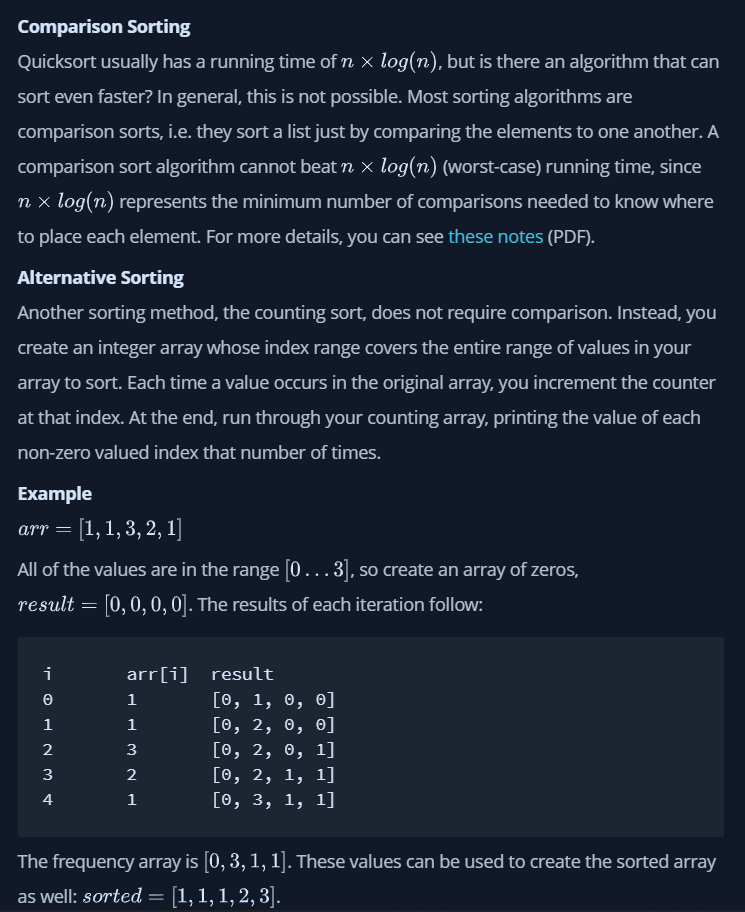 Comparison Sorting
Quicksort usually has a running time of n × log(n), but is there an algorithm that can
sort even faster? In general, this is not possible. Most sorting algorithms are
comparison sorts, i.e. they sort a list just by comparing the elements to one another. A
comparison sort algorithm cannot beat n × log(n) (worst-case) running time, since
n × log(n) represents the minimum number of comparisons needed to know where
to place each element. For more details, you can see these notes (PDF).
Alternative Sorting
Another sorting method, the counting sort, does not require comparison. Instead, you
create an integer array whose index range covers the entire range of values in your
array to sort. Each time a value occurs in the original array, you increment the counter
at that index. At the end, run through your counting array, printing the value of each
non-zero valued index that number of times.
Example
arr = [1, 1, 3, 2, 1]
All of the values are in the range [0 . . . 3], so create an array of zeros,
result = [0, 0, 0, 0]. The results of each iteration follow:
i arr[i] result
0 1 [0, 1, 0, 0]
1 1 [0, 2, 0, 0]
2 3 [0, 2, 0, 1]
3 2 [0, 2, 1, 1]
4 1 [0, 3, 1, 1]
The frequency array is [0, 3, 1, 1]. These values can be used to create the sorted array
as well: sorted = [1, 1, 1, 2, 3].